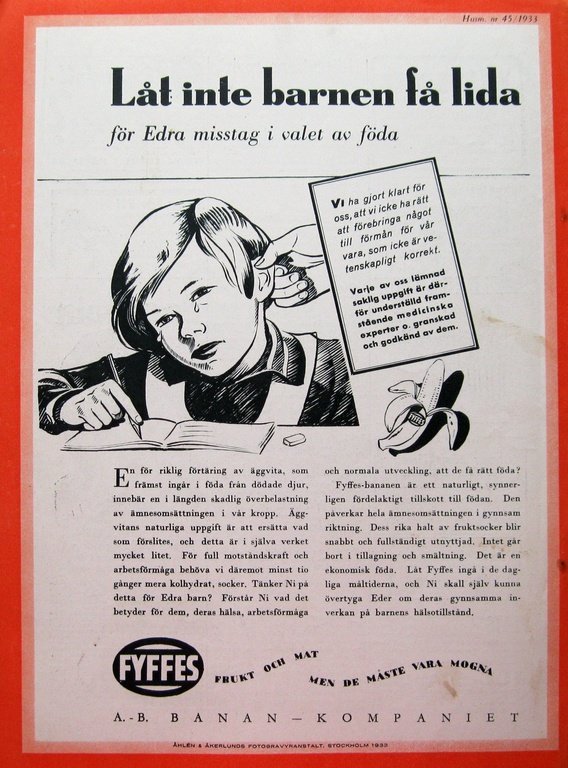 Husm. nr 45/1933
Låt inte barnen få lida
för Edra misstag i valet av föda
Vi ha gjort klart för
oss, att vi icke ha rätt
att förebringa något
till förmån för vår
vara, som icke är ve-
tenskapligt korrekt.
Varje av oss lämnad
saklig uppgift är där-
för underställd fram-
stående medicinska
experter o. granskad
och godkänd av dem.
En för riklig förtäring av äggvita, som
främst ingår i föda från dödade djur,
innebär en i längden skadlig överbelastning
av ämnesomsättningen i vår kropp. Ägg-
vitans naturliga uppgift är att ersätta vad
som förslites, och detta är i själva verket
mycket litet. För full motståndskraft och
arbetsförmåga behöva vi däremot minst tio
gånger mera kolhydrat, socker. Tänker Ni på
detta för Edra barn? Förstår Ni vad det
betyder för dem, deras hälsa, arbetsförmåga
och normala utveckling, att de få rätt föda?
Fyffes-bananen är ett naturligt, synner-
ligen fördelaktigt tillskott till födan. Den
påverkar hela ämnesomsättningen i gynnsam
riktning. Dess rika halt av fruktsocker blir
snabbt och fullständigt utnyttjad. Intet går
bort i tillagning och smältning. Det är en
ekonomisk föda. Låt Fyffes ingå i de dag-
liga måltiderna, och Ni skall själv kunna
övertyga Eder om deras gynnsamma in-
verkan på barnens hälsotillstånd.
FYFFES
FRUKT OCH MAT
MEN DE MÅSTE VARA MOGNA
A.-B. BANAN–KOMPANIET
ÅHLÉN & ÅKERLUNDS FOTOGRAVYRANSTALT, STOCKHOLM 1933